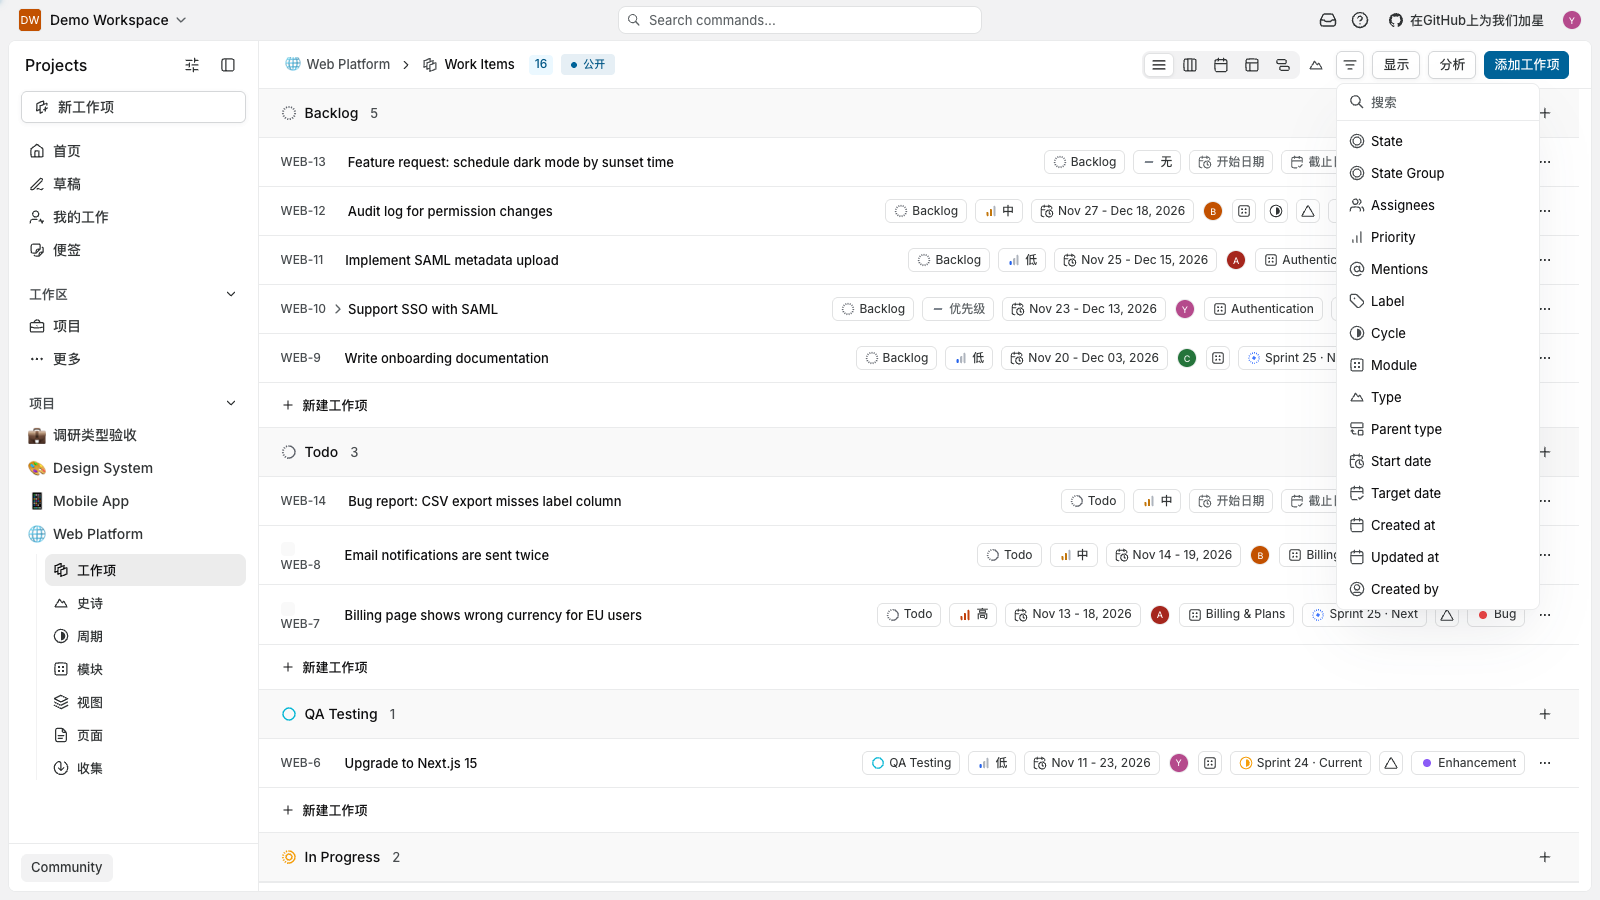 DW Demo Workspace
Search commands...
在GitHub上为我们加星
Y
Projects
新工作项
首页
草稿
我的工作
便签
工作区
项目
更多
项目
调研类型验收
Design System
Mobile App
Web Platform
工作项
史诗
周期
模块
视图
页面
收集
Community
Web Platform
Work Items
16
公开
显示
分析
添加工作项
搜索
State
State Group
Assignees
Priority
Mentions
Label
Cycle
Module
Type
Parent type
Start date
Target date
Created at
Updated at
Created by
Backlog 5
WEB-13 Feature request: schedule dark mode by sunset time Backlog 无 开始日期 截止
WEB-12 Audit log for permission changes Backlog 中 Nov 27 - Dec 18, 2026 B
WEB-11 Implement SAML metadata upload Backlog 低 Nov 25 - Dec 15, 2026 A Authentic
WEB-10 Support SSO with SAML Backlog 优先级 Nov 23 - Dec 13, 2026 Y Authentication
WEB-9 Write onboarding documentation Backlog 低 Nov 20 - Dec 03, 2026 C Sprint 25 · N
新建工作项
Todo 3
WEB-14 Bug report: CSV export misses label column Todo 中 开始日期 截止
WEB-8 Email notifications are sent twice Todo 中 Nov 14 - 19, 2026 B Billing
WEB-7 Billing page shows wrong currency for EU users Todo 高 Nov 13 - 18, 2026 A Billing & Plans Sprint 25 · Next Bug
新建工作项
QA Testing 1
WEB-6 Upgrade to Next.js 15 QA Testing 低 Nov 11 - 23, 2026 Y Sprint 24 · Current Enhancement
新建工作项
In Progress 2